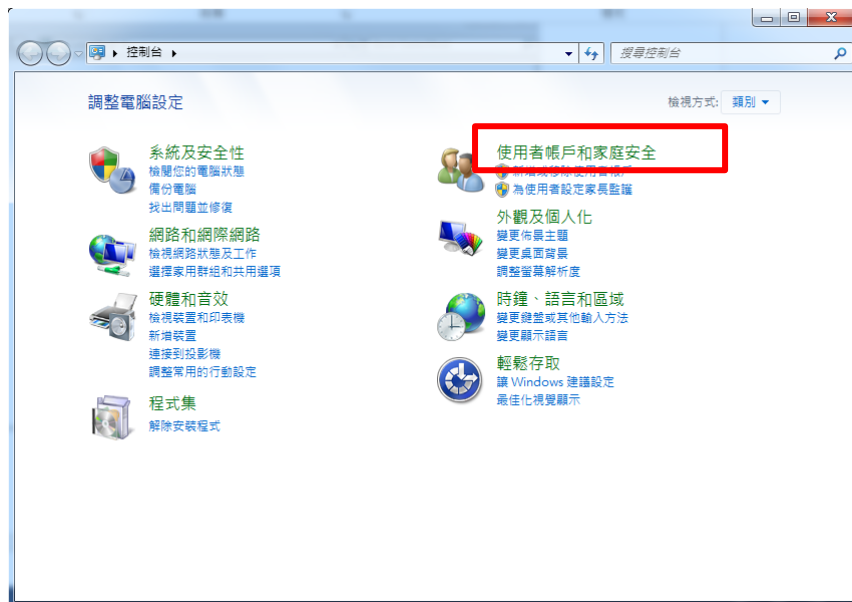 控制台
搜尋控制台
調整電腦設定
檢視方式: 類別
系統及安全性
檢閱您的電腦狀態
備份電腦
找出問題並修復
網路和網際網路
檢視網路狀態及工作
選擇家用群組和共用選項
硬體和音效
檢視裝置和印表機
新增裝置
連接到投影機
調整常用的行動設定
程式集
解除安裝程式
使用者帳戶和家庭安全
新增或移除使用者帳戶
為使用者設定家長監護
外觀及個人化
變更佈景主題
變更桌面背景
調整螢幕解析度
時鐘、語言和區域
變更鍵盤或其他輸入方法
變更顯示語言
輕鬆存取
讓 Windows 建議設定
最佳化視覺顯示